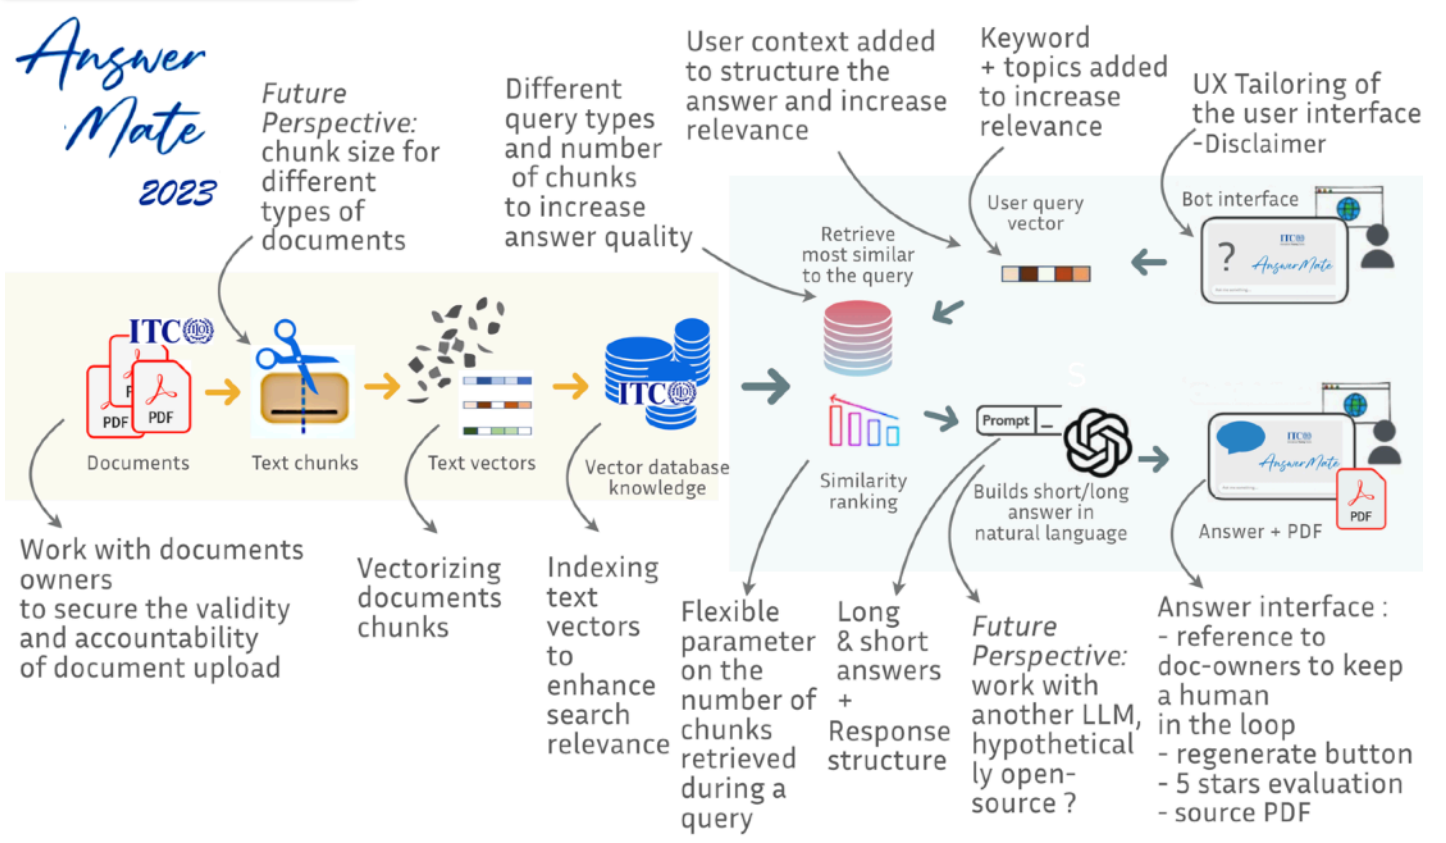 Answer
Mate
2023
Future
Perspective:
chunk size for
different
types of
documents
Different
query types
and number
of chunks
to increase
answer quality
User context added
to structure the
answer and increase
relevance
Keyword
+ topics added
to increase
relevance
UX Tailoring of
the user interface
-Disclaimer
ITC
PDF
PDF
Documents
Text chunks
Text vectors
ITC
Vector database
knowledge
Retrieve
most similar
to the query
User query
vector
Bot interface
?
ITC
AnswerMate
Similarity
ranking
S
Prompt
Builds short/long
answer in
natural language
ITC
AnswerMate
PDF
Answer + PDF
Work with documents
owners
to secure the validity
and accountability
of document upload
Vectorizing
documents
chunks
Indexing
text
vectors
to
enhance
search
relevance
Flexible
parameter
on the
number of
chunks
retrieved
during a
query
Long
& short
answers
+
Response
structure
Future
Perspective:
work with
another LLM,
hypothetical
ly open-
source ?
Answer interface :
- reference to
doc-owners to keep
a human
in the loop
- regenerate button
- 5 stars evaluation
- source PDF